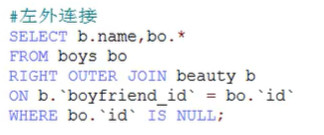 #左外连接
SELECT b.name,bo.*
FROM boys bo
RIGHT OUTER JOIN beauty b
ON b.`boyfriend_id` = bo.`id`
WHERE bo.`id` IS NULL;